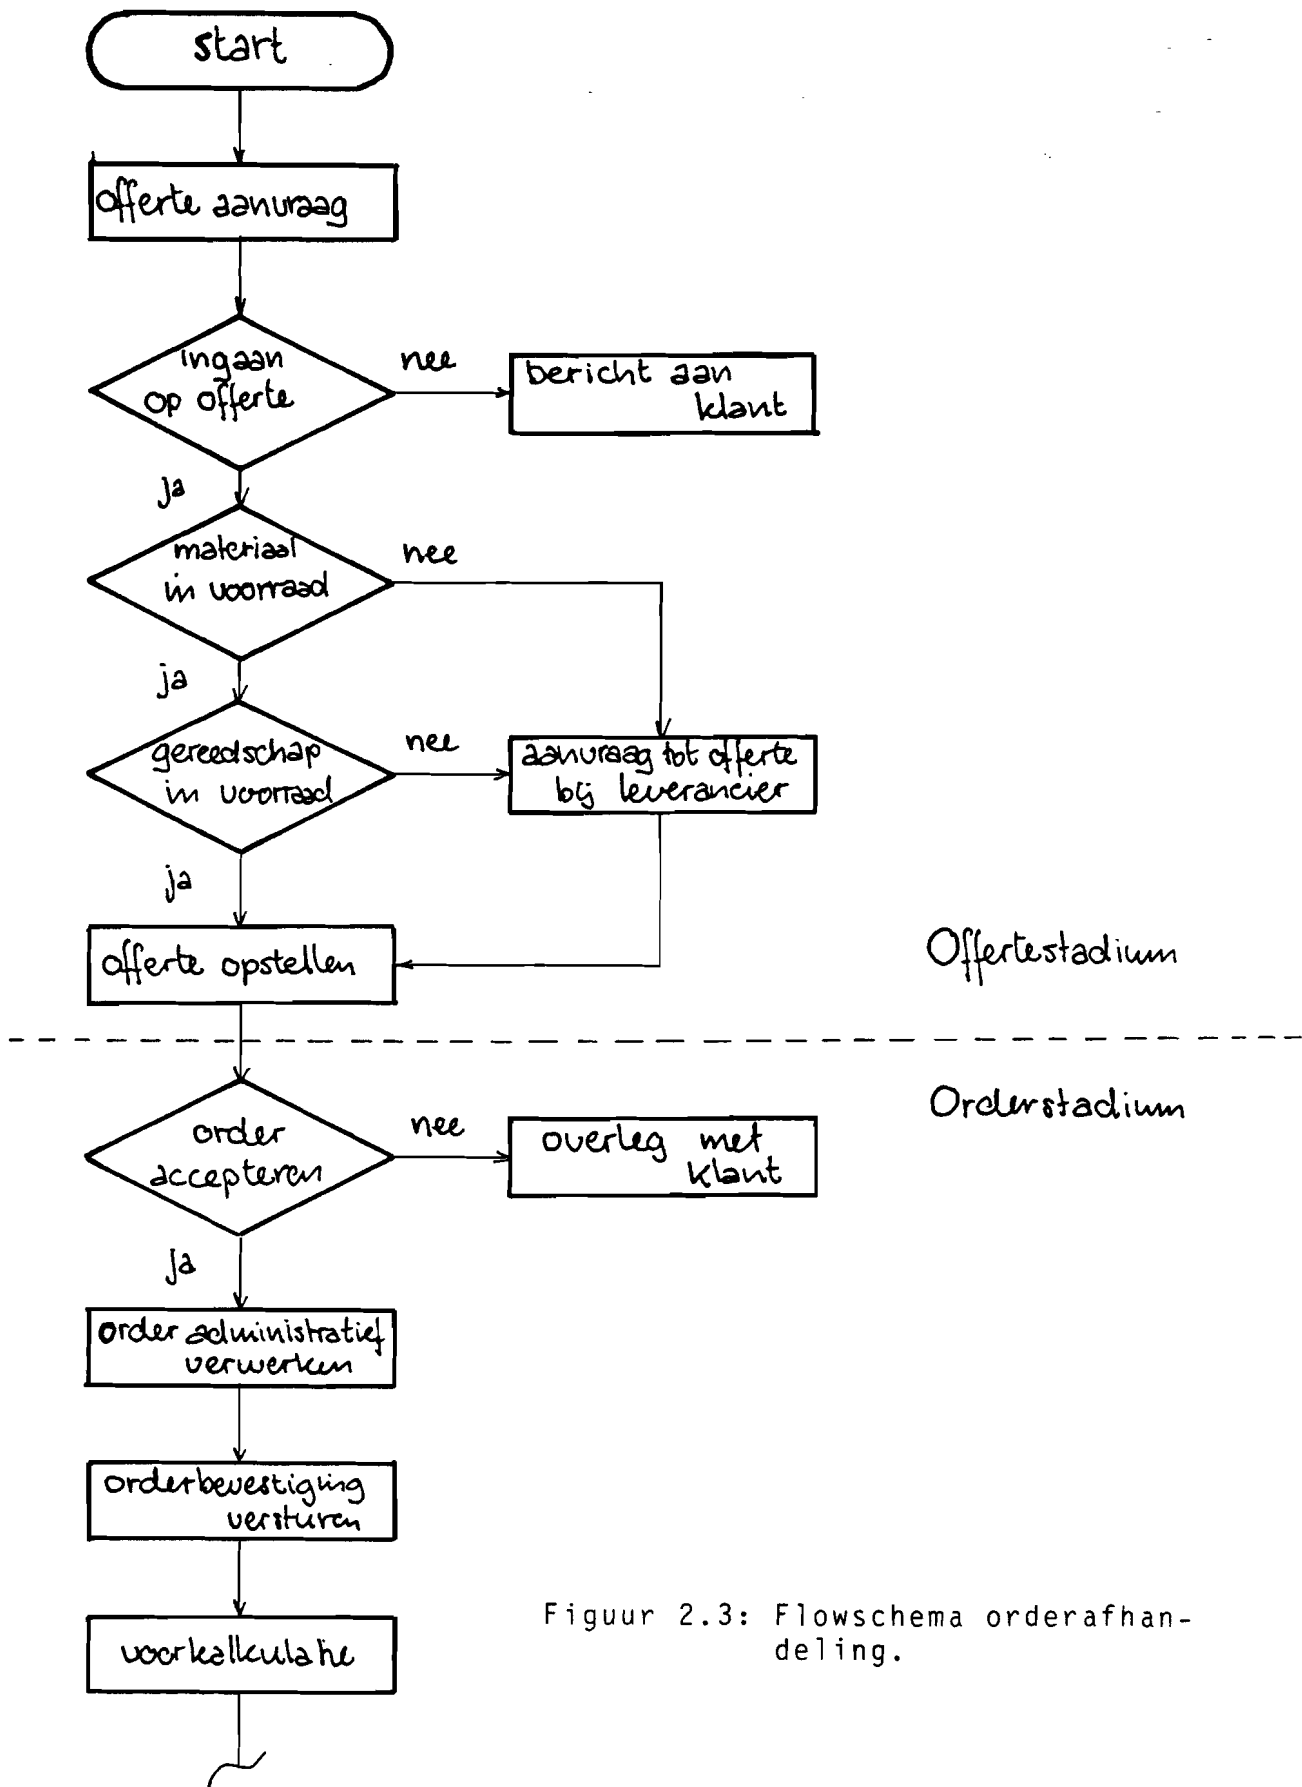 start
offerte aanvraag
ingaan
op offerte
nee
bericht aan
klant
ja
materiaal
in voorraad
nee
ja
gereedschap
in voorraad
nee
aanvraag tot offerte
bij leverancier
ja
offerte opstellen
Offertestadium
Orderstadium
order
accepteren
nee
overleg met
klant
ja
order administratief
verwerken
orderbevestiging
versturen
voorkalkulatie
Figuur 2.3: Flowschema orderafhan-
deling.